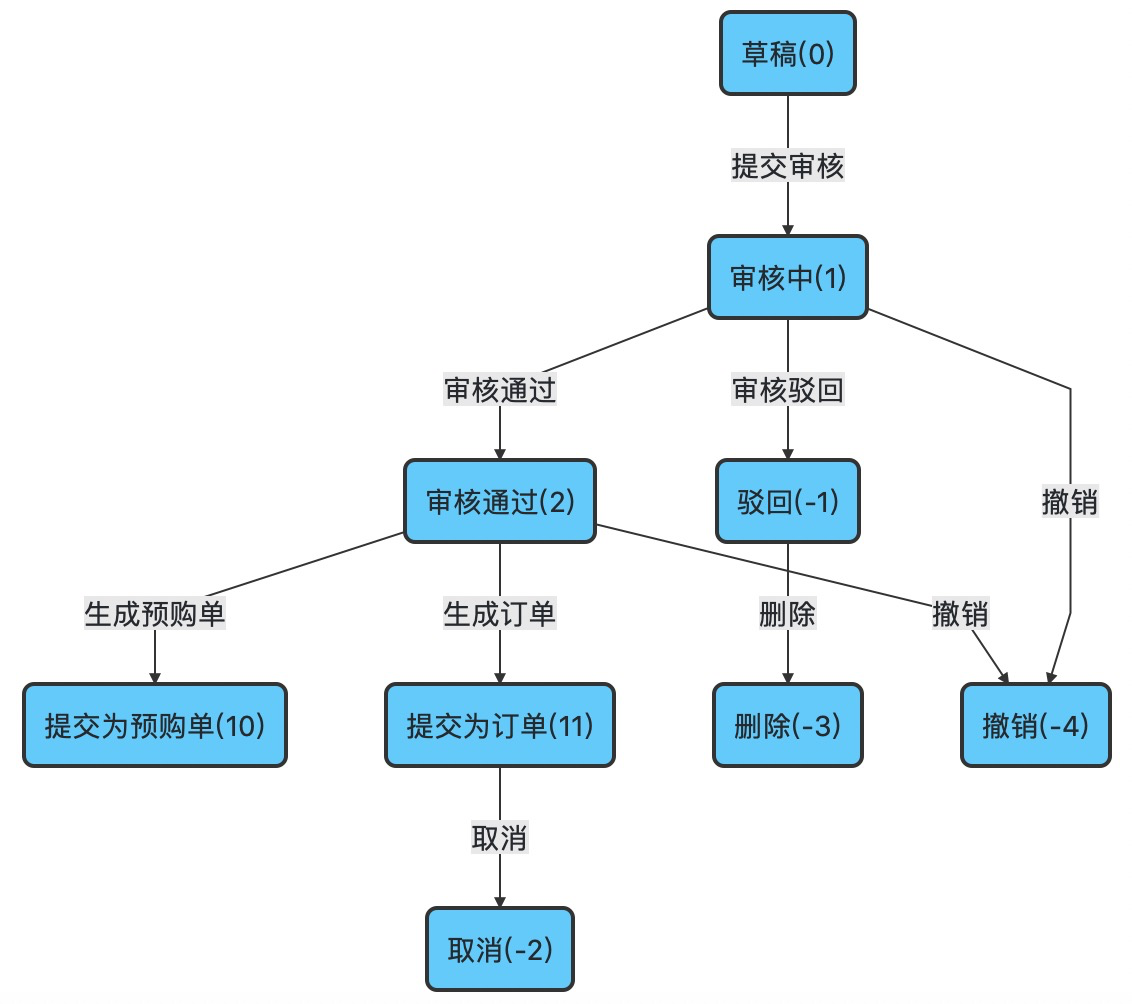 草稿(0)
提交审核
审核中(1)
审核通过
审核驳回
审核通过(2)
驳回(-1)
撤销
生成预购单
生成订单
删除
撤销
提交为预购单(10)
提交为订单(11)
删除(-3)
撤销(-4)
取消
取消(-2)